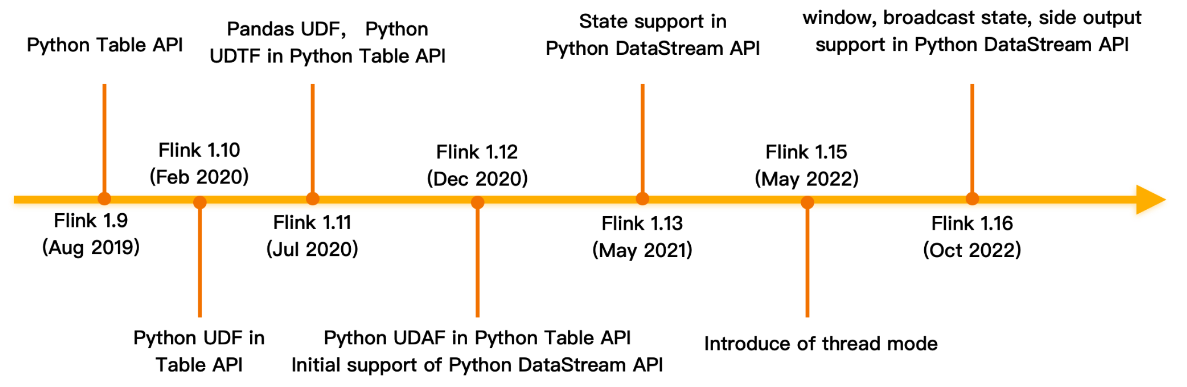 Python Table API
Pandas UDF, Python
UDTF in Python Table API
State support in
Python DataStream API
window, broadcast state, side output
support in Python DataStream API
Flink 1.10
(Feb 2020)
Flink 1.12
(Dec 2020)
Flink 1.15
(May 2022)
Flink 1.9
(Aug 2019)
Flink 1.11
(Jul 2020)
Flink 1.13
(May 2021)
Flink 1.16
(Oct 2022)
Python UDF in
Table API
Python UDAF in Python Table API
Initial support of Python DataStream API
Introduce of thread mode